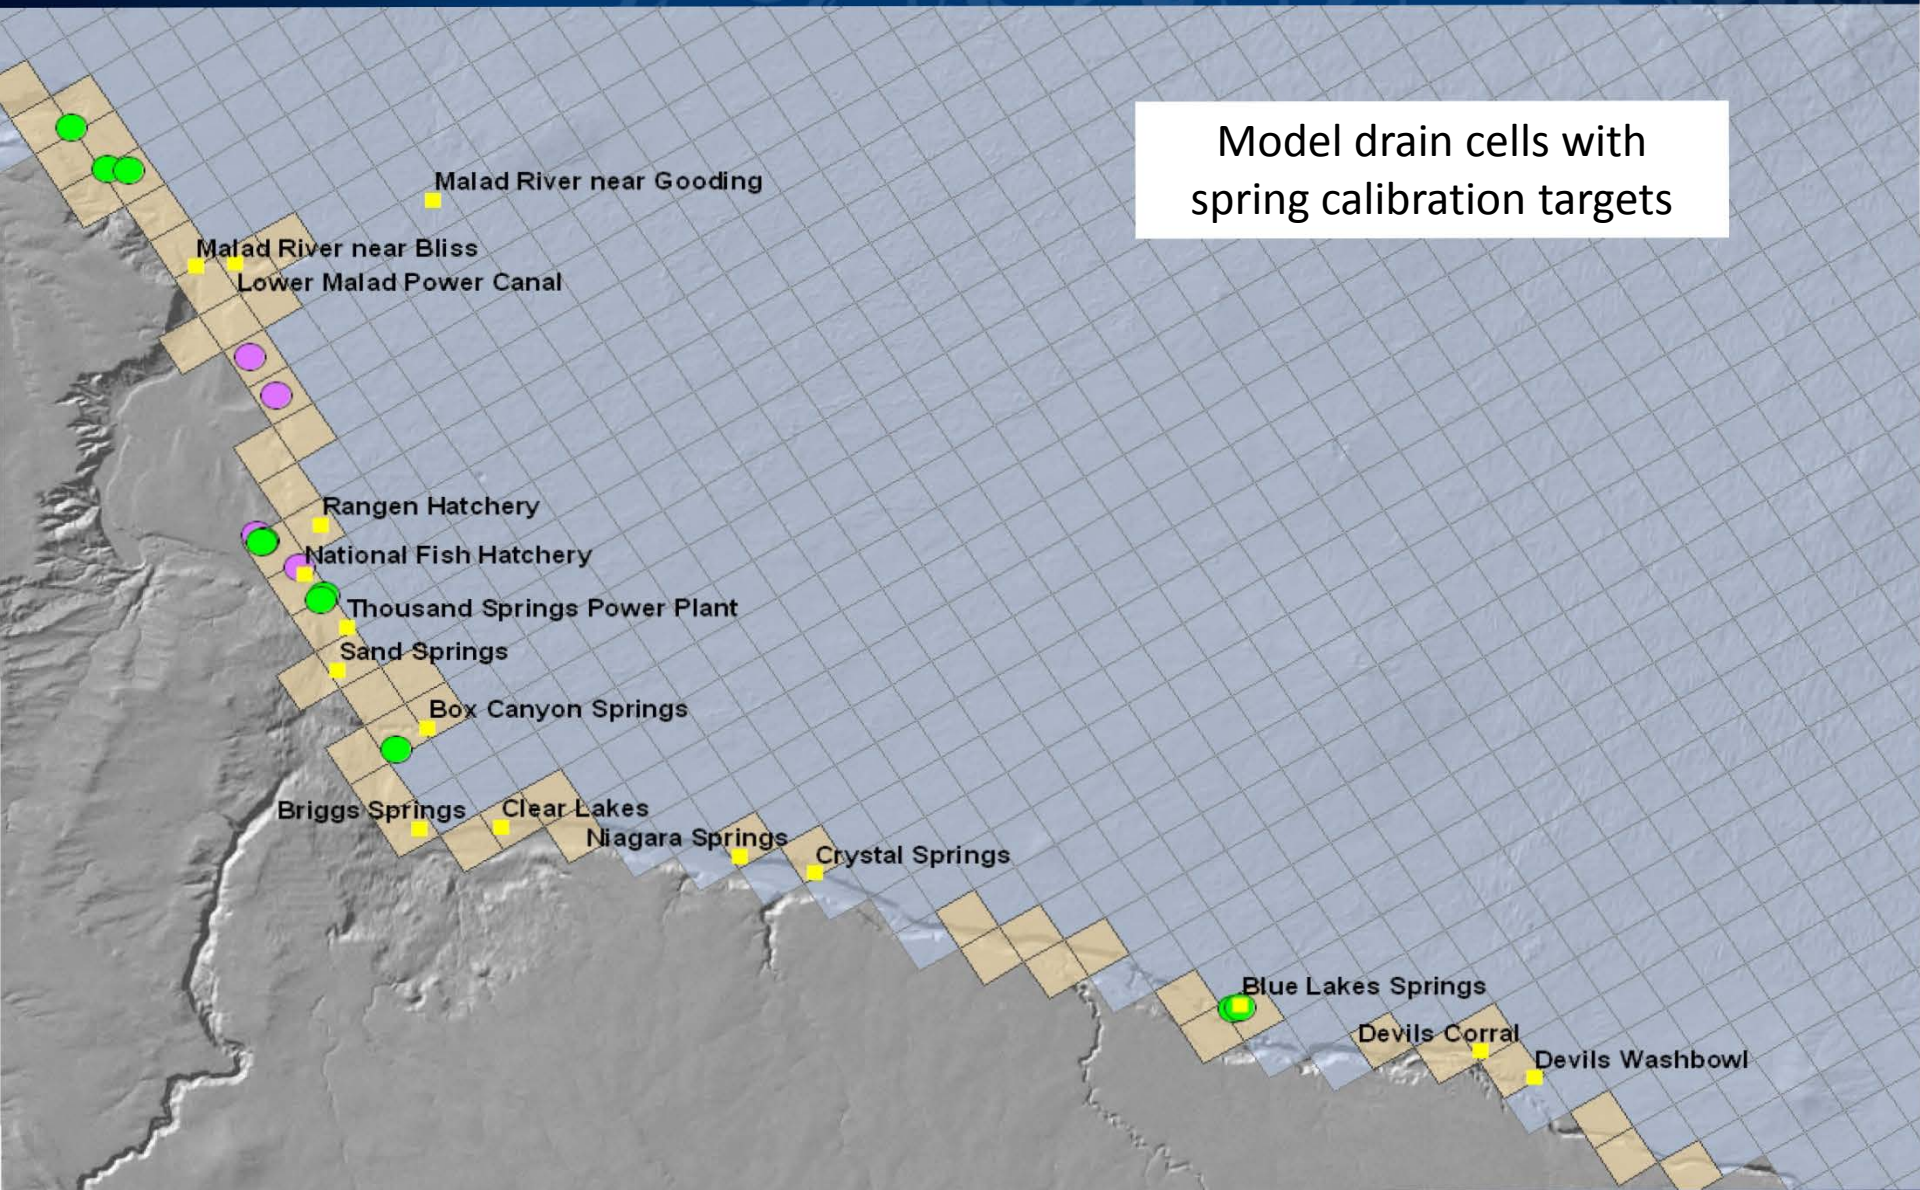 Model drain cells with
spring calibration targets
Malad River near Gooding
Malad River near Bliss
Lower Malad Power Canal
Rangen Hatchery
National Fish Hatchery
Thousand Springs Power Plant
Sand Springs
Box Canyon Springs
Briggs Springs
Clear Lakes
Niagara Springs
Crystal Springs
Blue Lakes Springs
Devils Corral
Devils Washbowl